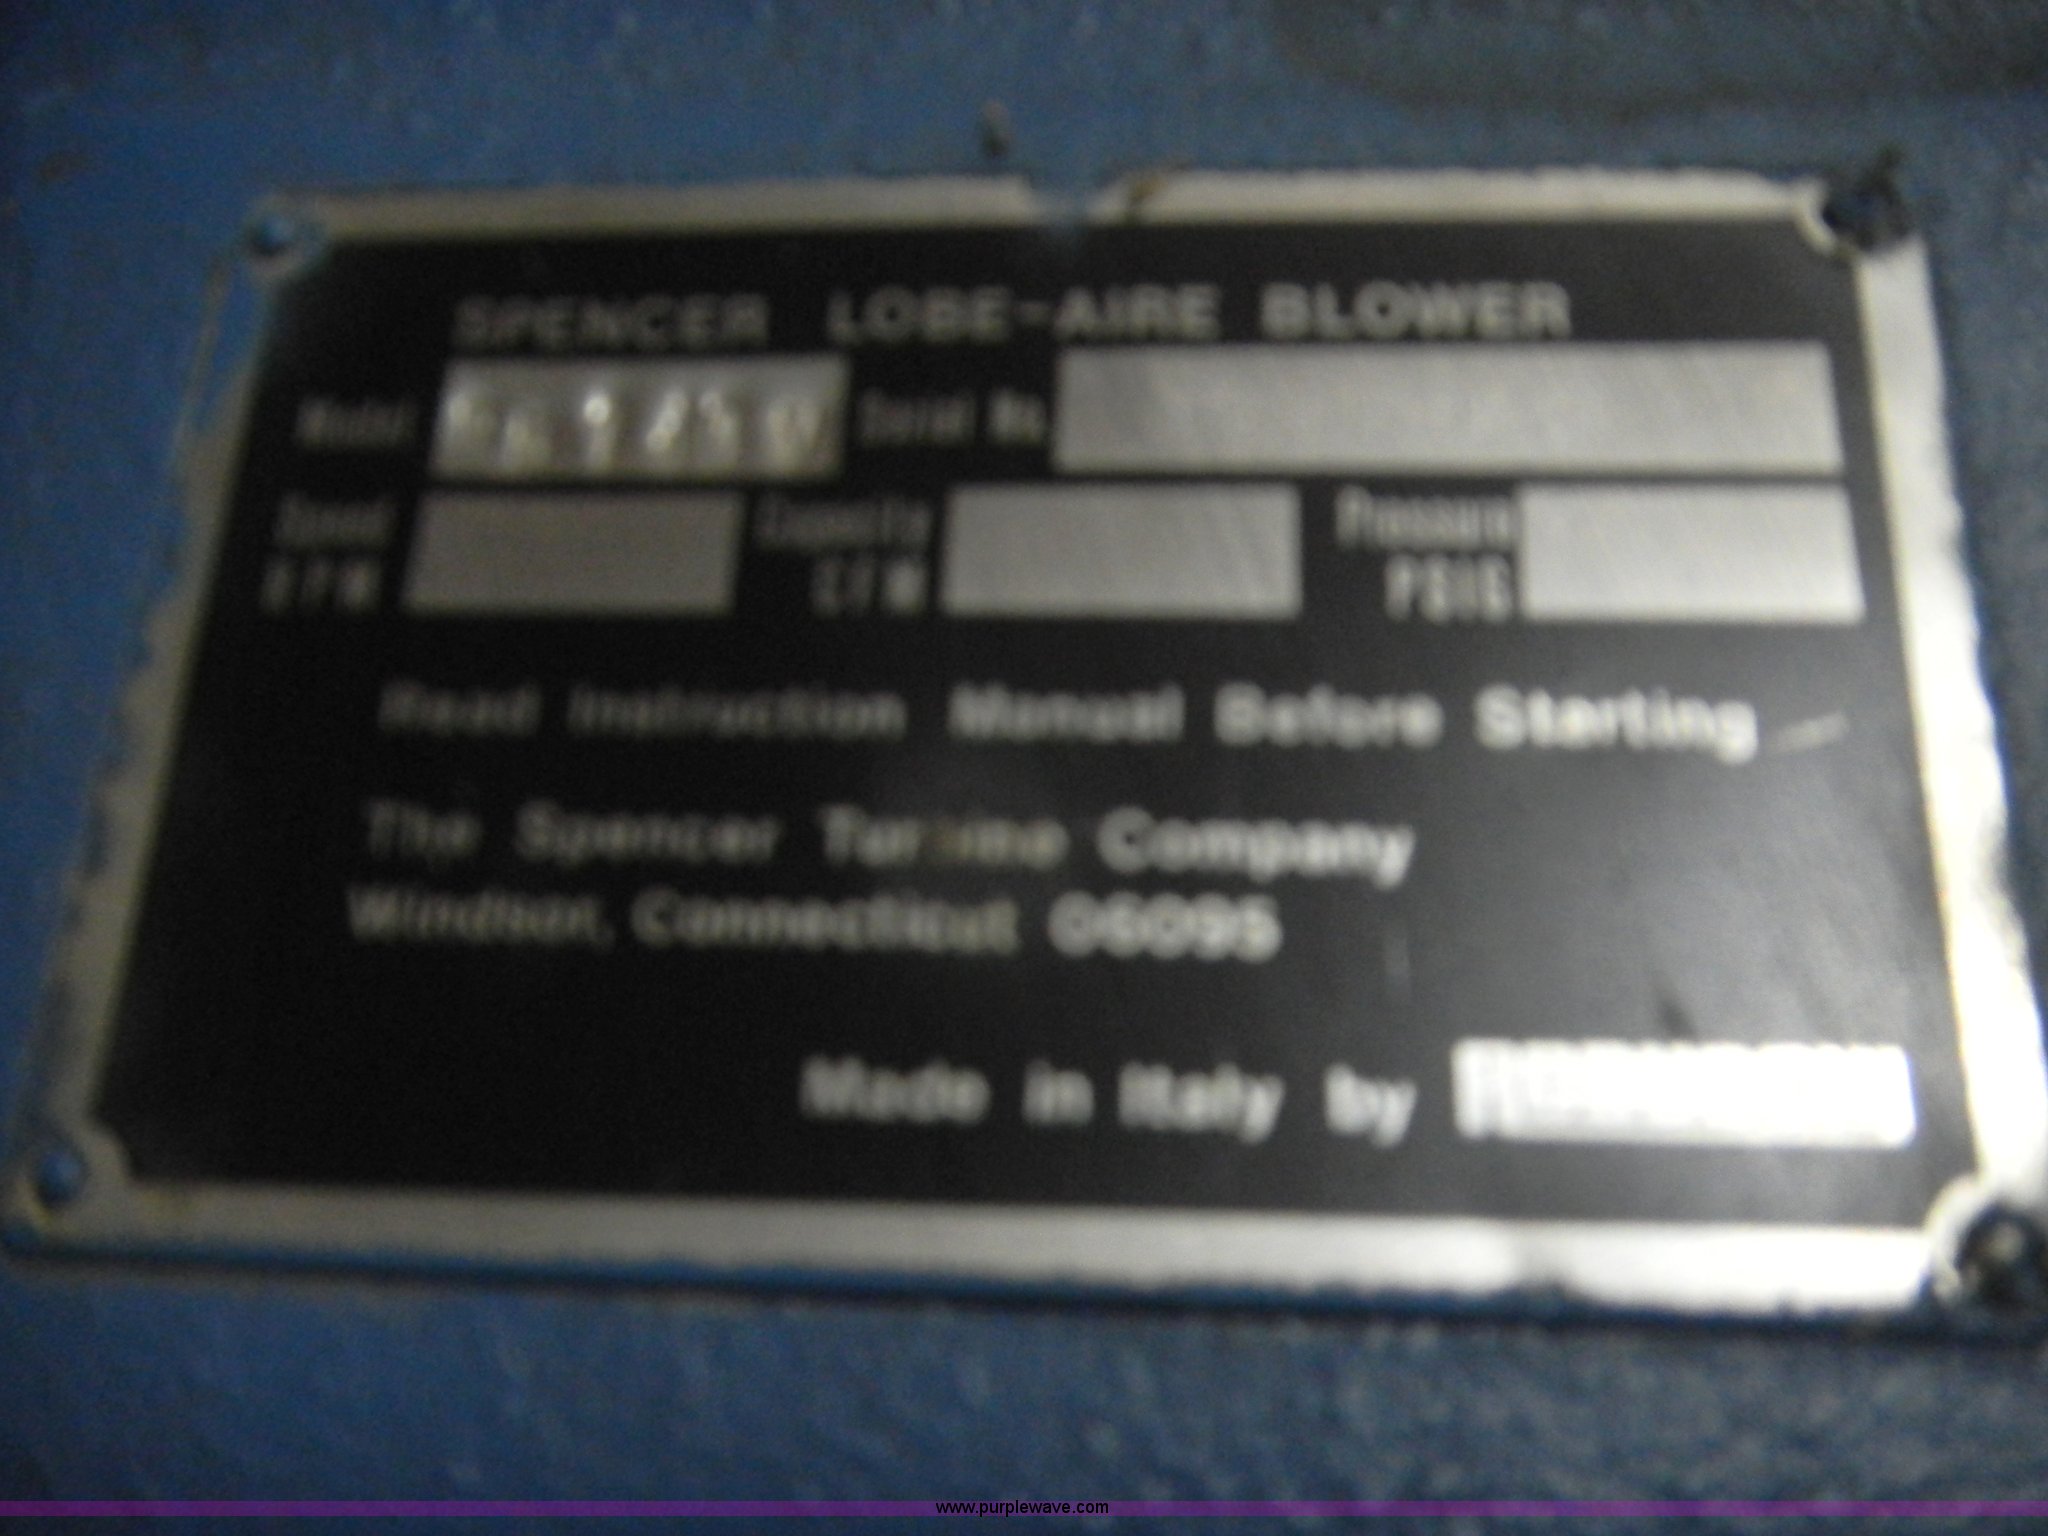 SPENCER LOBE-AIRE BLOWER
Model Serial No.
Speed Capacity Pressure
RPM CFM PSIG
Read Instruction Manual Before Starting
The Spencer Turbine Company
Windsor, Connecticut 06095
Made in Italy by
www.purplewave.com